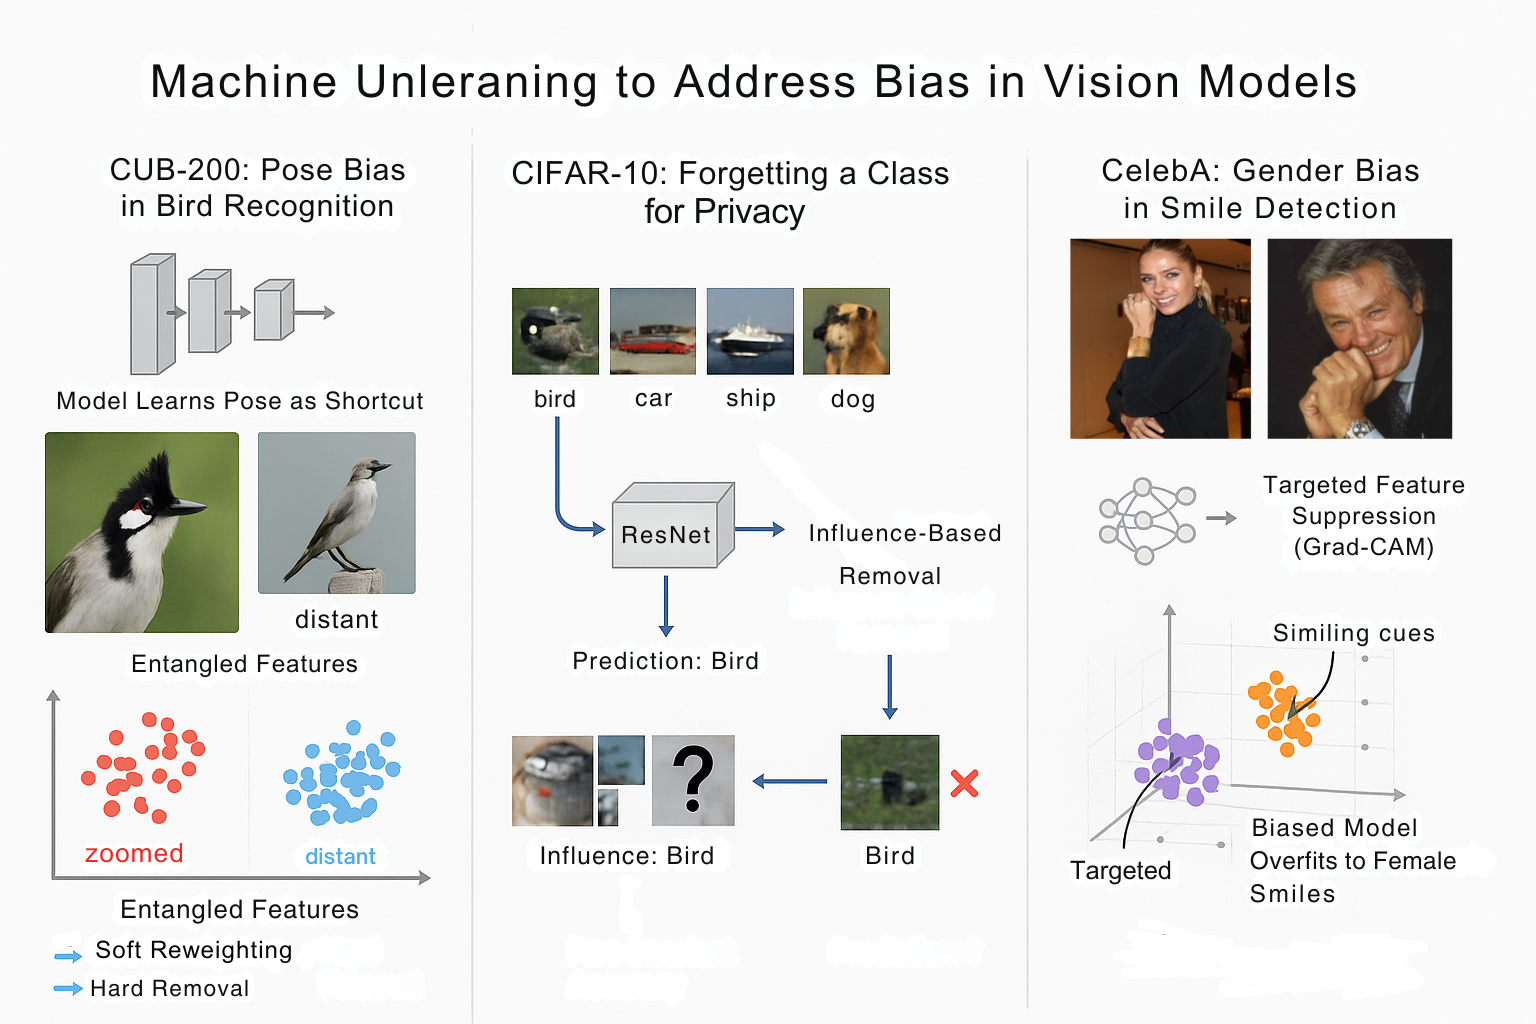 Machine Unleraning to Address Bias in Vision Models
CUB-200: Pose Bias
in Bird Recognition
Model Learns Pose as Shortcut
distant
Entangled Features
zoomed
distant
Entangled Features
Soft Reweighting
Hard Removal
CIFAR-10: Forgetting a Class
for Privacy
bird
car
ship
dog
ResNet
Influence-Based
Removal
Prediction: Bird
?
Influence: Bird
Bird
CelebA: Gender Bias
in Smile Detection
Targeted Feature
Suppression
(Grad-CAM)
Similing cues
Targeted
Biased Model
Overfits to Female
Smiles